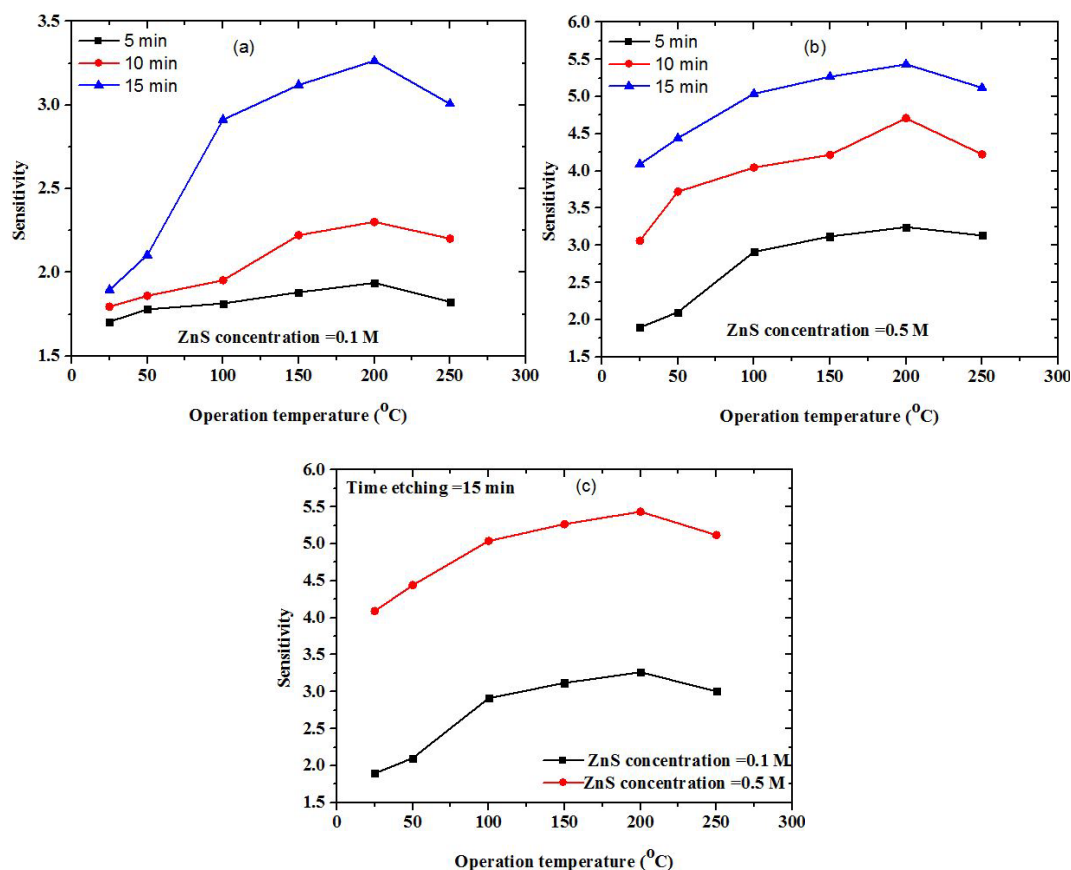 (a)
5 min
10 min
15 min
3.5
3.0
2.5
2.0
1.5
Sensitivity
ZnS concentration =0.1 M
0 50 100 150 200 250 300
Operation temperature (°C)
(b)
5 min
10 min
15 min
6.0
5.5
5.0
4.5
4.0
3.5
3.0
2.5
2.0
1.5
Sensitivity
ZnS concentration =0.5 M
0 50 100 150 200 250 300
Operation temperature (°C)
Time etching =15 min (c)
6.0
5.5
5.0
4.5
4.0
3.5
3.0
2.5
2.0
1.5
Sensitivity
ZnS concentration =0.1 M
ZnS concentration =0.5 M
0 50 100 150 200 250 300
Operation temperature (°C)